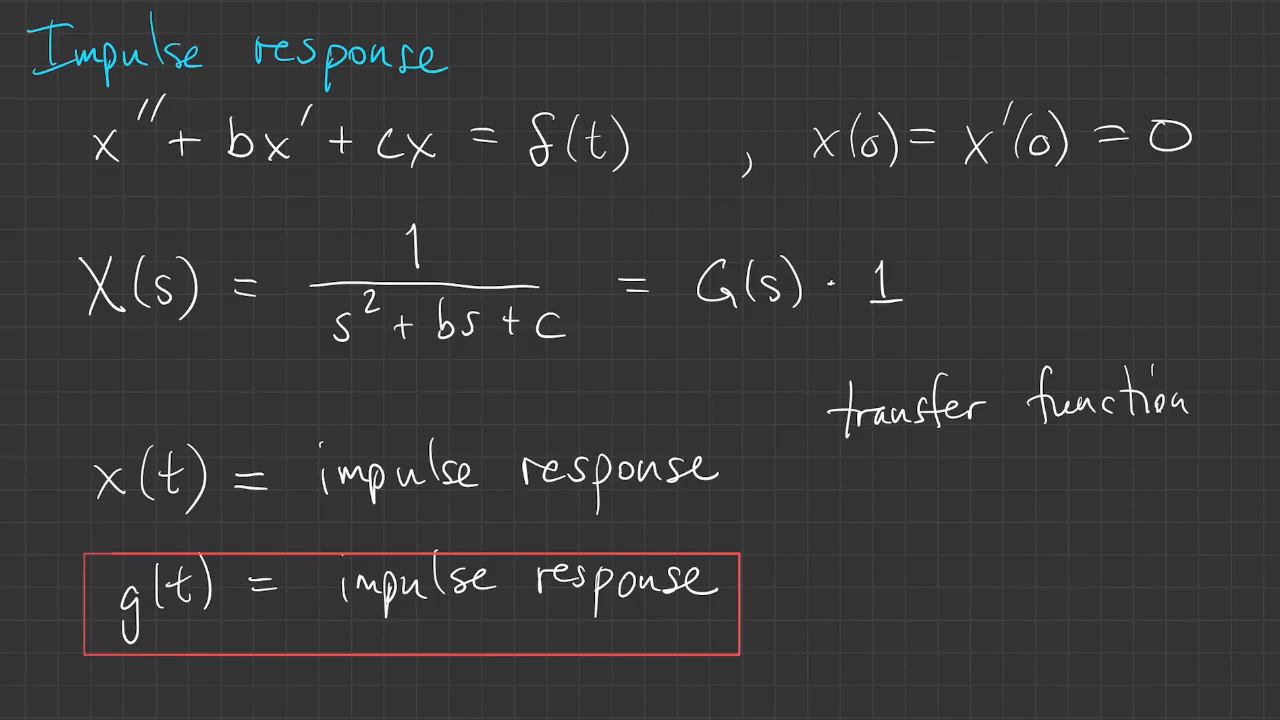 Impulse response
x'' + bx' + cx = δ(t) , x(0) = x'(0) = 0
X(s) = 1 / (s² + bs + c) = G(s) · 1
transfer function
x(t) = impulse response
g(t) = impulse response